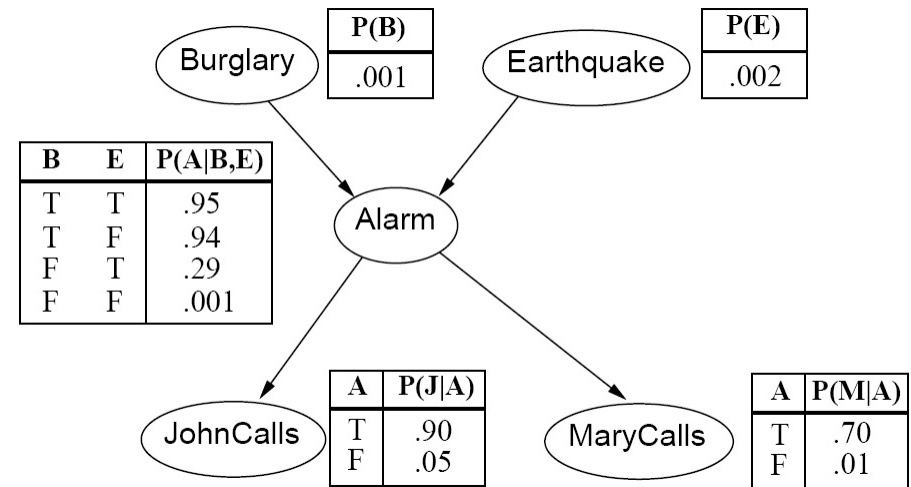 Burglary
P(B)
.001
Earthquake
P(E)
.002
B E P(A|B,E)
T T .95
T F .94
F T .29
F F .001
Alarm
JohnCalls
A P(J|A)
T .90
F .05
MaryCalls
A P(M|A)
T .70
F .01